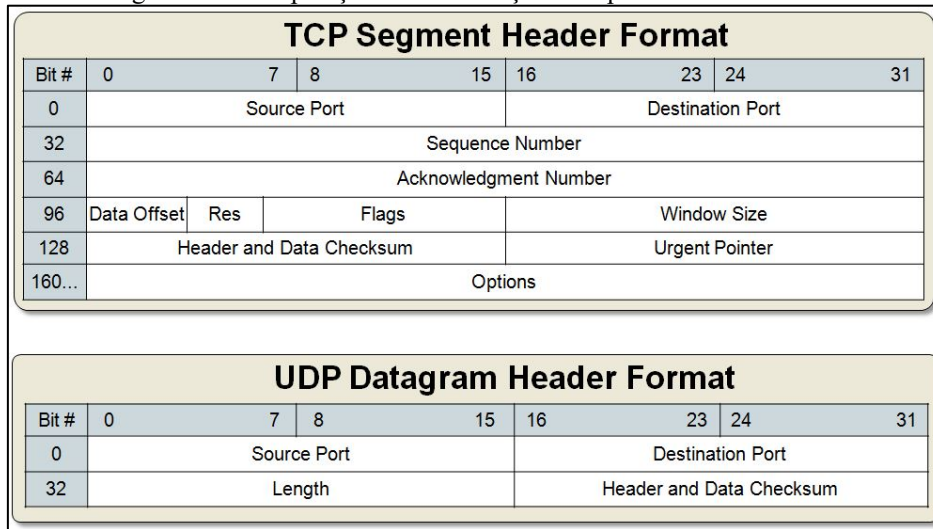 TCP Segment Header Format
Bit # 0 7 8 15 16 23 24 31
0 Source Port Destination Port
32 Sequence Number
64 Acknowledgment Number
96 Data Offset Res Flags Window Size
128 Header and Data Checksum Urgent Pointer
160... Options
UDP Datagram Header Format
Bit # 0 7 8 15 16 23 24 31
0 Source Port Destination Port
32 Length Header and Data Checksum